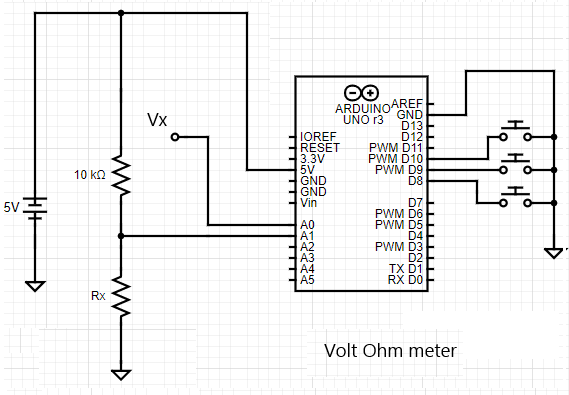 Vx
10 kΩ
5V
Rx
ARDUINO
UNO r3
IOREF
RESET
3.3V
5V
GND
GND
Vin
A0
A1
A2
A3
A4
A5
AREF
GND
D13
D12
PWM D11
PWM D10
PWM D9
D8
D7
PWM D6
PWM D5
D4
PWM D3
D2
TX D1
RX D0
Volt Ohm meter